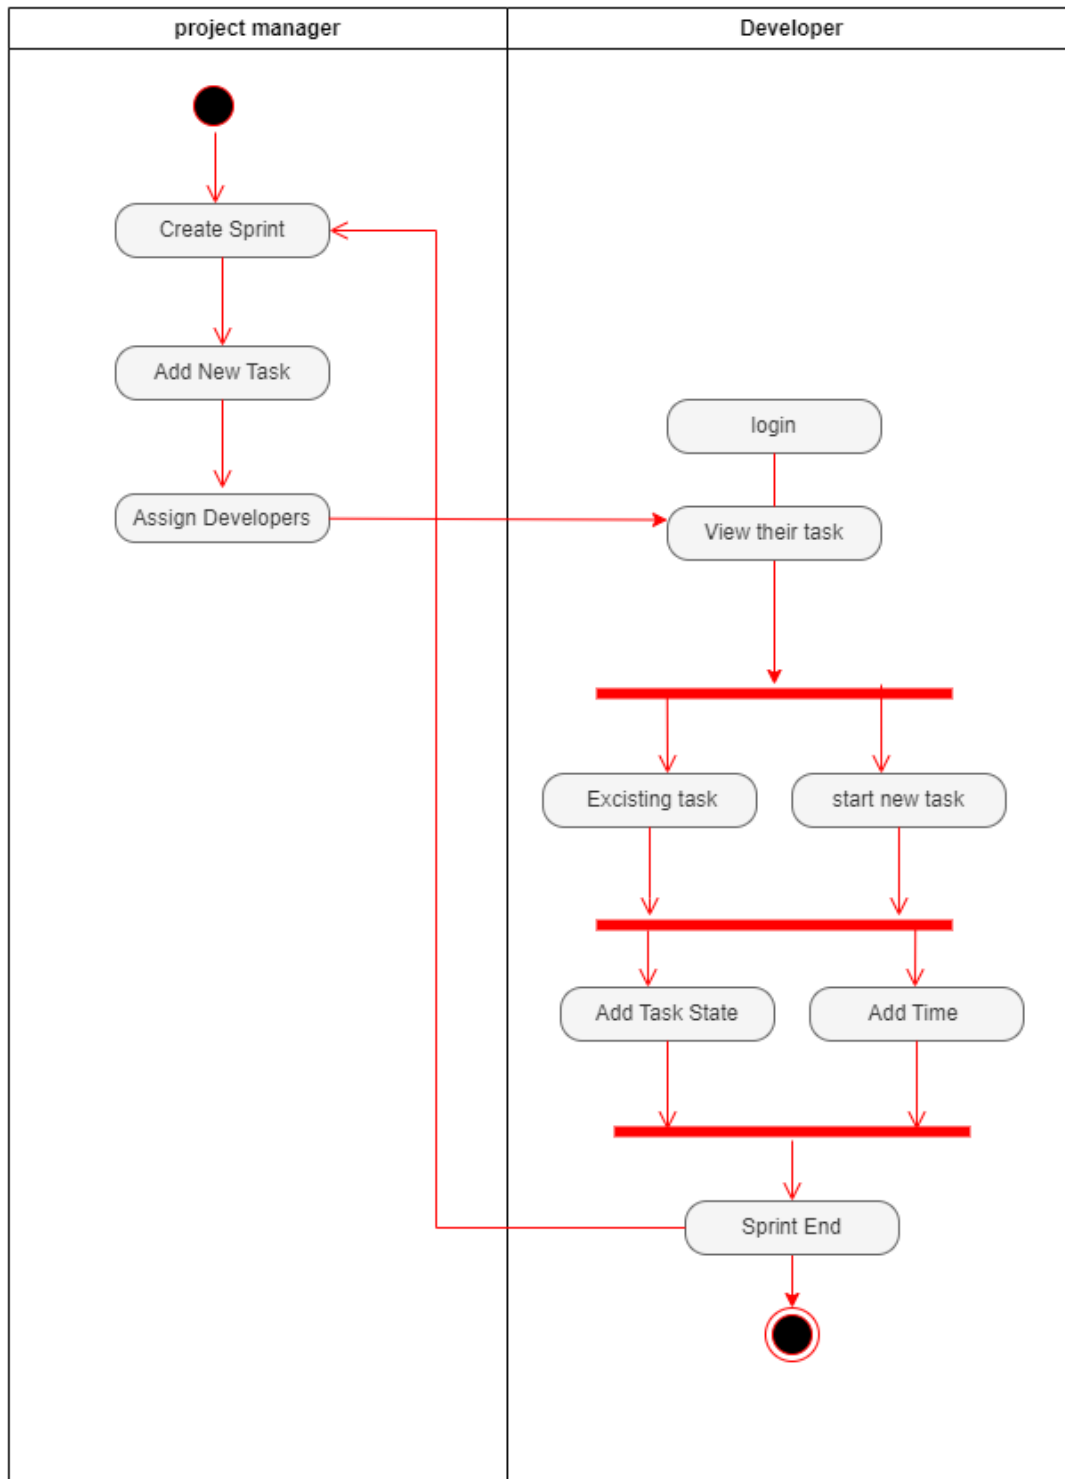 project manager
Developer
Create Sprint
Add New Task
login
Assign Developers
View their task
Excisting task
start new task
Add Task State
Add Time
Sprint End